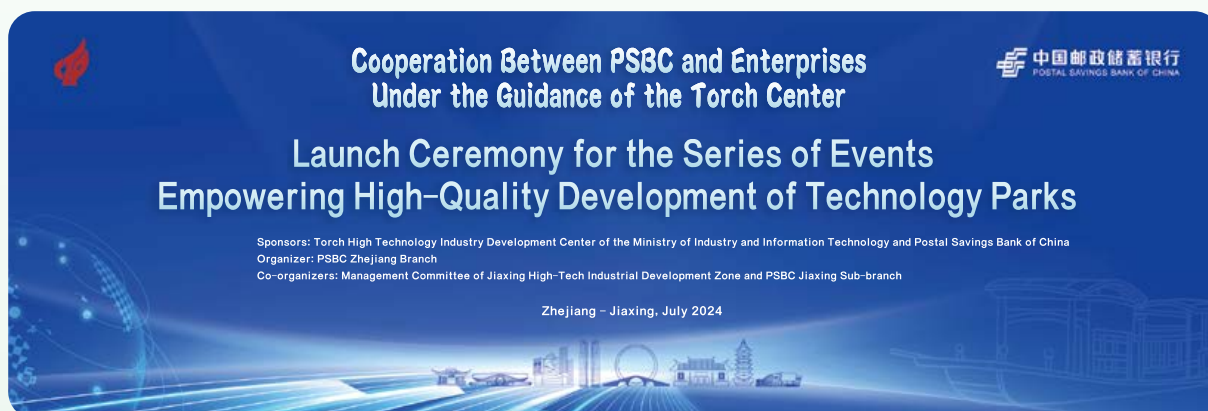 Cooperation Between PSBC and Enterprises
Under the Guidance of the Torch Center
中国邮政储蓄银行
POSTAL SAVINGS BANK OF CHINA
Launch Ceremony for the Series of Events
Empowering High-Quality Development of Technology Parks
Sponsors: Torch High Technology Industry Development Center of the Ministry of Industry and Information Technology and Postal Savings Bank of China
Organizer: PSBC Zhejiang Branch
Co-organizers: Management Committee of Jiaxing High-Tech Industrial Development Zone and PSBC Jiaxing Sub-branch
Zhejiang - Jiaxing, July 2024